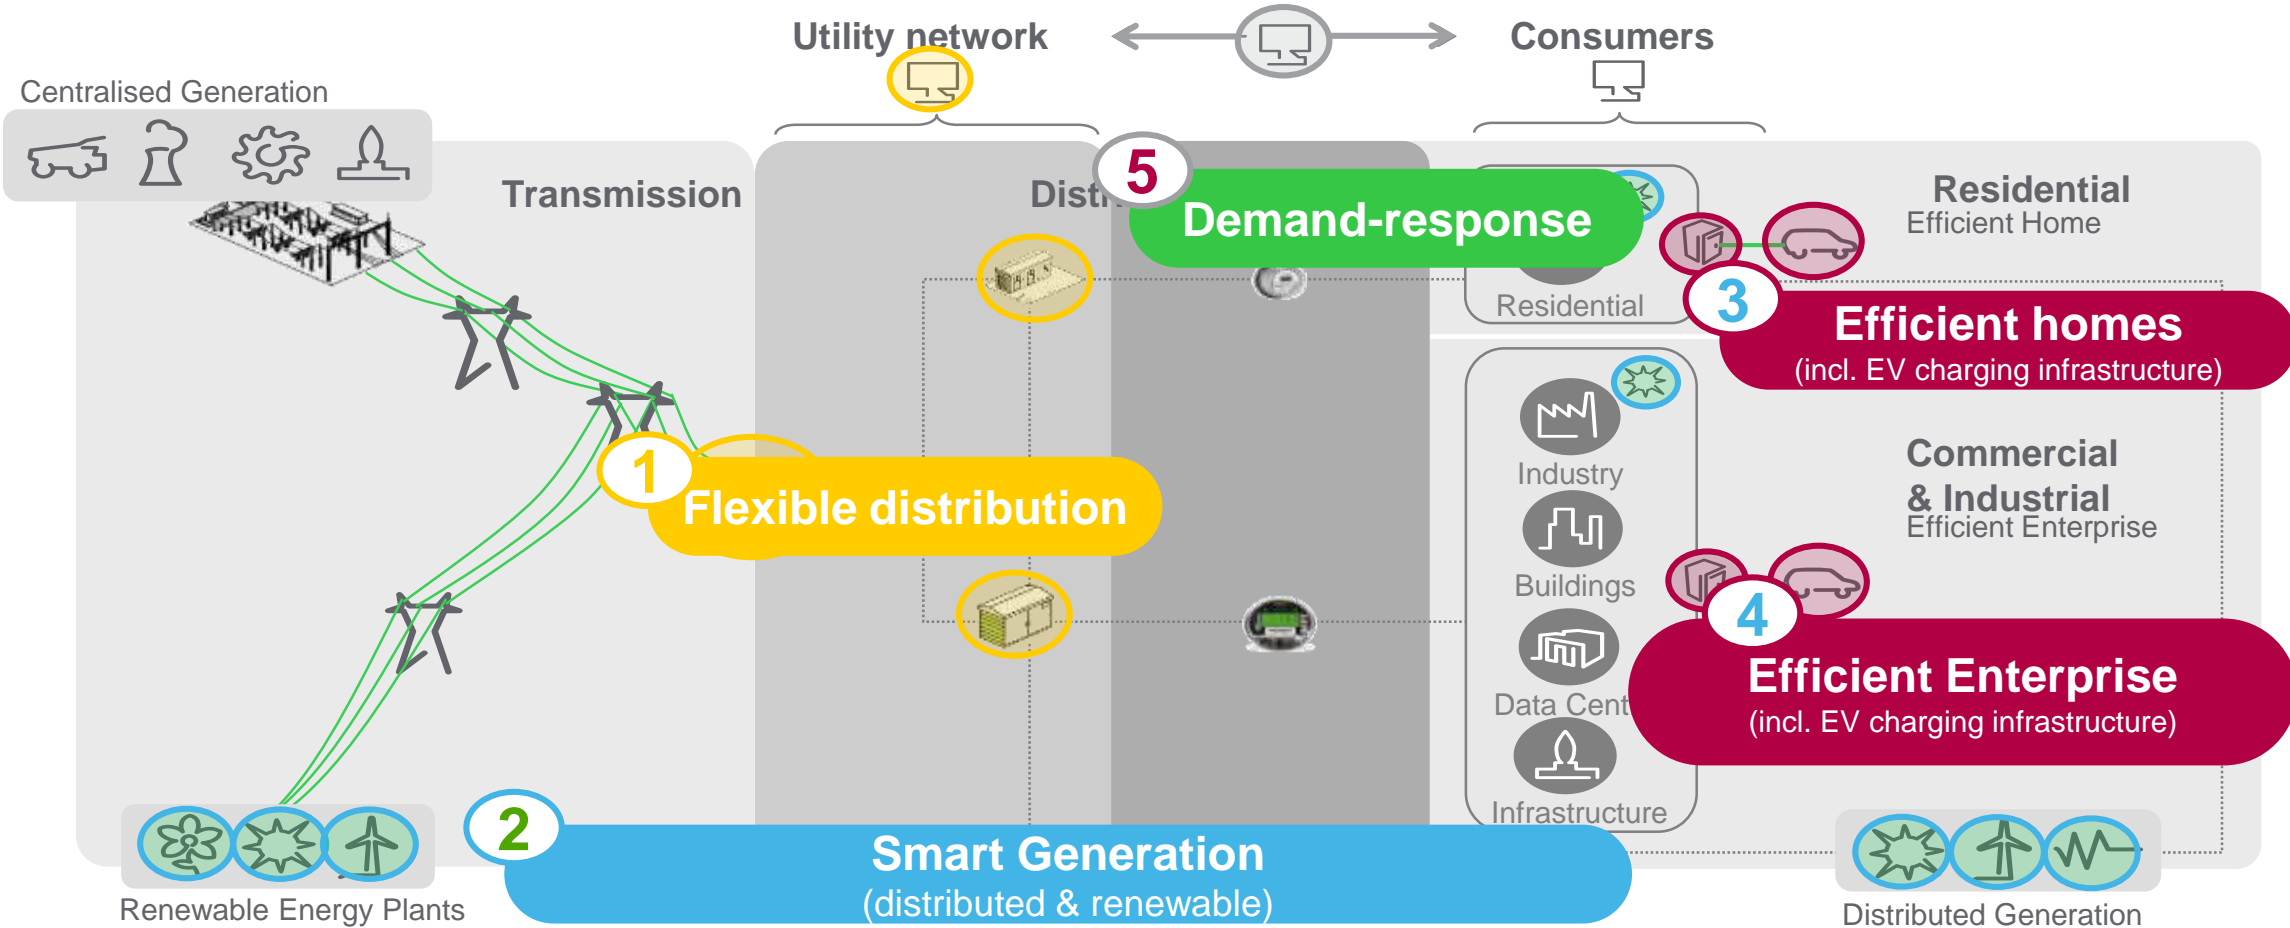 Utility network
Consumers
Centralised Generation
Transmission
5
Demand-response
Residential
Efficient Home
Residential
3
Efficient homes
(incl. EV charging infrastructure)
1
Flexible distribution
Industry
Commercial
& Industrial
Efficient Enterprise
Buildings
4
Efficient Enterprise
(incl. EV charging infrastructure)
Data Cent
Infrastructure
2
Smart Generation
(distributed & renewable)
Renewable Energy Plants
Distributed Generation